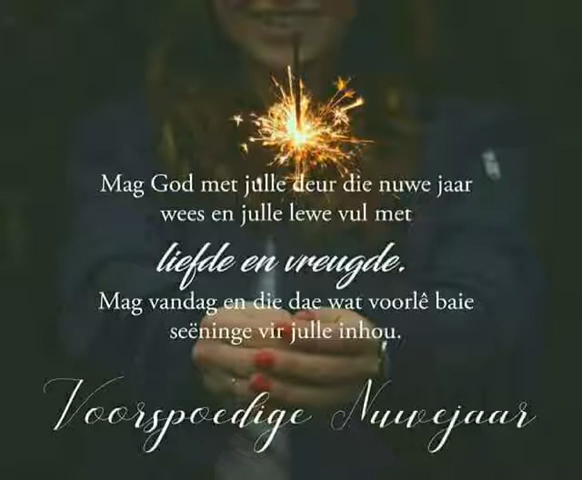 Mag God met julle deur die nuwe jaar
wees en julle lewe vul met
liefde en vreugde.
Mag vandag en die dae wat voorlê baie
seëninge vir julle inhou.
Voorspoedige Nuwejaar